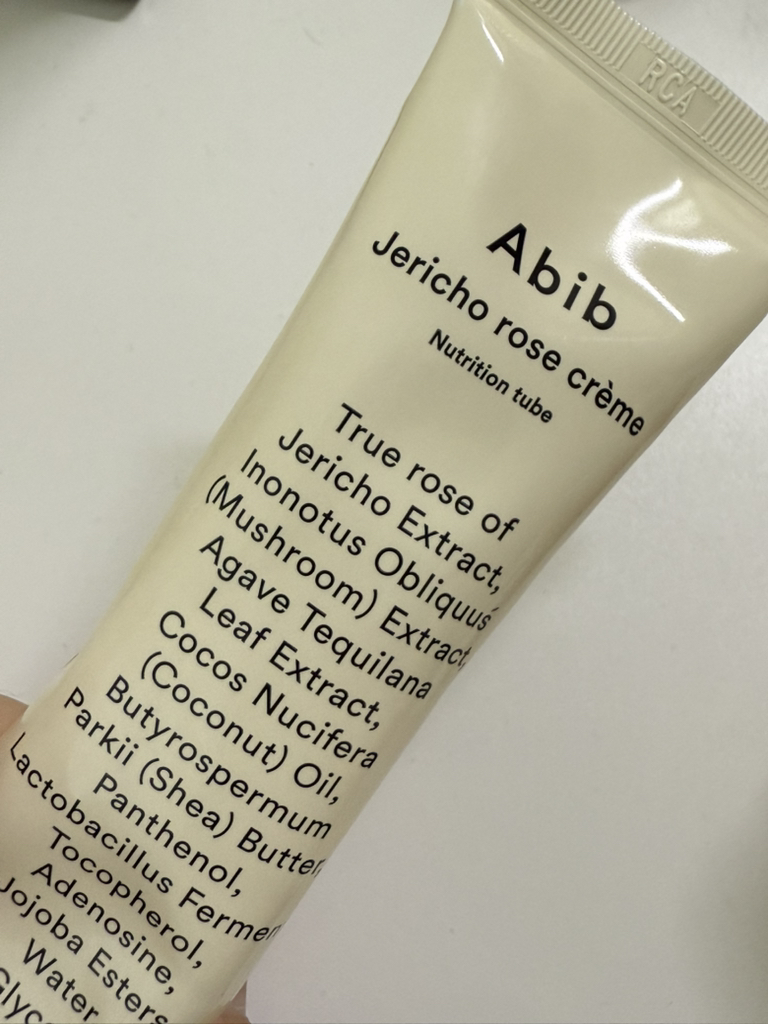 RCA
Abib
Jericho rose crème
Nutrition tube
True rose of
Jericho Extract,
Inonotus Obliquus
(Mushroom) Extract,
Agave Tequilana
Leaf Extract,
Cocos Nucifera
(Coconut) Oil,
Butyrospermum
Parkii (Shea) Butter,
Panthenol,
Lactobacillus
Tocopherol,
Adenosine,
Jojoba Esters
Water